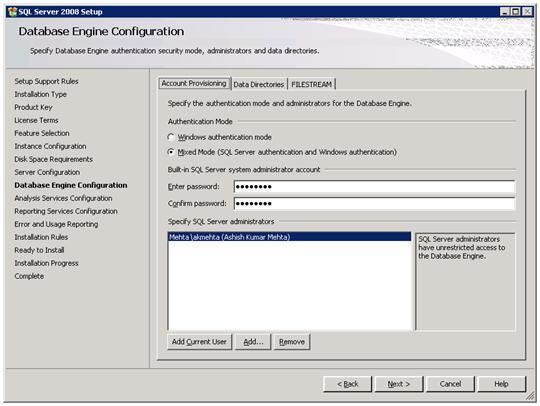 SQL Server 2008 Setup
Database Engine Configuration
Specify Database Engine authentication security mode, administrators and data directories.
Setup Support Rules
Installation Type
Product Key
License Terms
Feature Selection
Instance Configuration
Disk Space Requirements
Server Configuration
Database Engine Configuration
Analysis Services Configuration
Reporting Services Configuration
Error and Usage Reporting
Installation Rules
Ready to Install
Installation Progress
Complete
Account Provisioning Data Directories FILESTREAM
Specify the authentication mode and administrators for the Database Engine.
Authentication Mode
Windows authentication mode
Mixed Mode (SQL Server authentication and Windows authentication)
Built-in SQL Server system administrator account
Enter password: ●●●●●●●●
Confirm password: ●●●●●●●●
Specify SQL Server administrators
Mehta\akmehta (Ashish Kumar Mehta)
SQL Server administrators
have unrestricted access to
the Database Engine.
Add Current User Add... Remove
< Back Next > Cancel Help